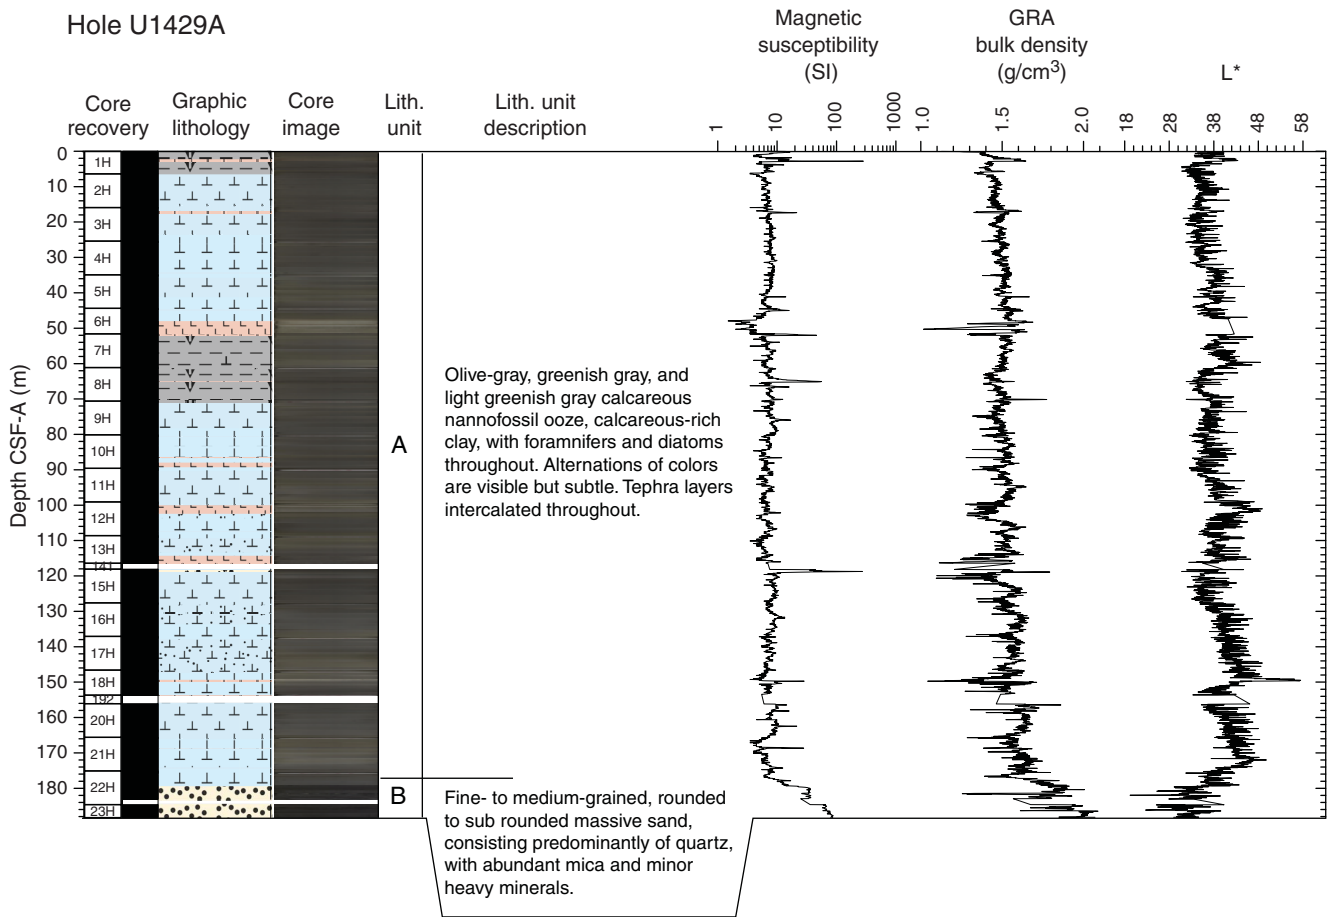 Hole U1429A
Magnetic
susceptibility
(SI)
GRA
bulk density
(g/cm3)
L*
Core
recovery
Graphic
lithology
Core
image
Lith.
unit
Lith. unit
description
1 10 100 1000
1.0 1.5 2.0
18 28 38 48 58
Depth CSF-A (m)
0
10
20
30
40
50
60
70
80
90
100
110
120
130
140
150
160
170
180
1H
2H
3H
4H
5H
6H
7H
8H
9H
10H
11H
12H
13H
141
15H
16H
17H
18H
192
20H
21H
22H
23H
A
Olive-gray, greenish gray, and
light greenish gray calcareous
nannofossil ooze, calcareous-rich
clay, with foramnifers and diatoms
throughout. Alternations of colors
are visible but subtle. Tephra layers
intercalated throughout.
B
Fine- to medium-grained, rounded
to sub rounded massive sand,
consisting predominantly of quartz,
with abundant mica and minor
heavy minerals.